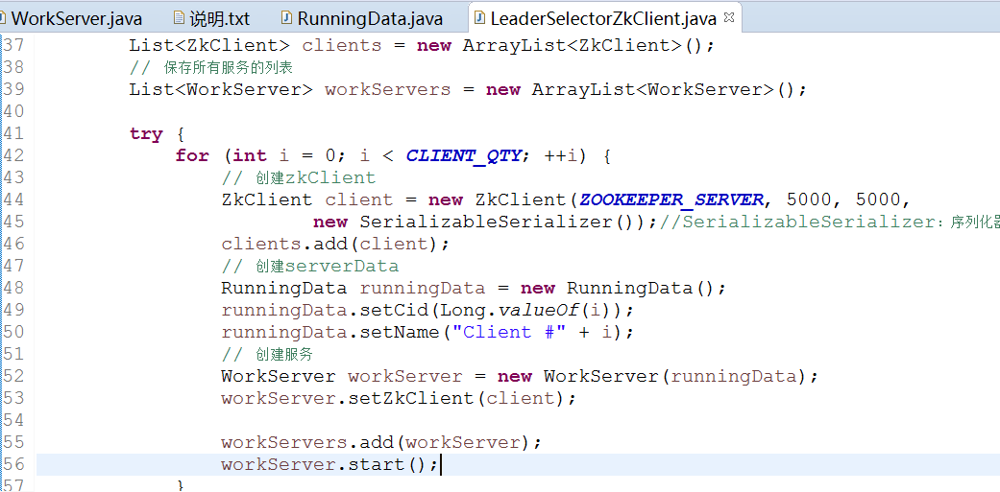 WorkServer.java 说明.txt RunningData.java LeaderSelectorZkClient.java
37 List<ZkClient> clients = new ArrayList<ZkClient>();
38 // 保存所有服务的列表
39 List<WorkServer> workServers = new ArrayList<WorkServer>();
40
41 try {
42 for (int i = 0; i < CLIENT_QTY; ++i) {
43 // 创建zkClient
44 ZkClient client = new ZkClient(ZOOKEEPER_SERVER, 5000, 5000,
45 new SerializableSerializer());//SerializableSerializer：序列化器
46 clients.add(client);
47 // 创建serverData
48 RunningData runningData = new RunningData();
49 runningData.setCid(Long.valueOf(i));
50 runningData.setName("Client #" + i);
51 // 创建服务
52 WorkServer workServer = new WorkServer(runningData);
53 workServer.setZkClient(client);
54
55 workServers.add(workServer);
56 workServer.start();
57 }